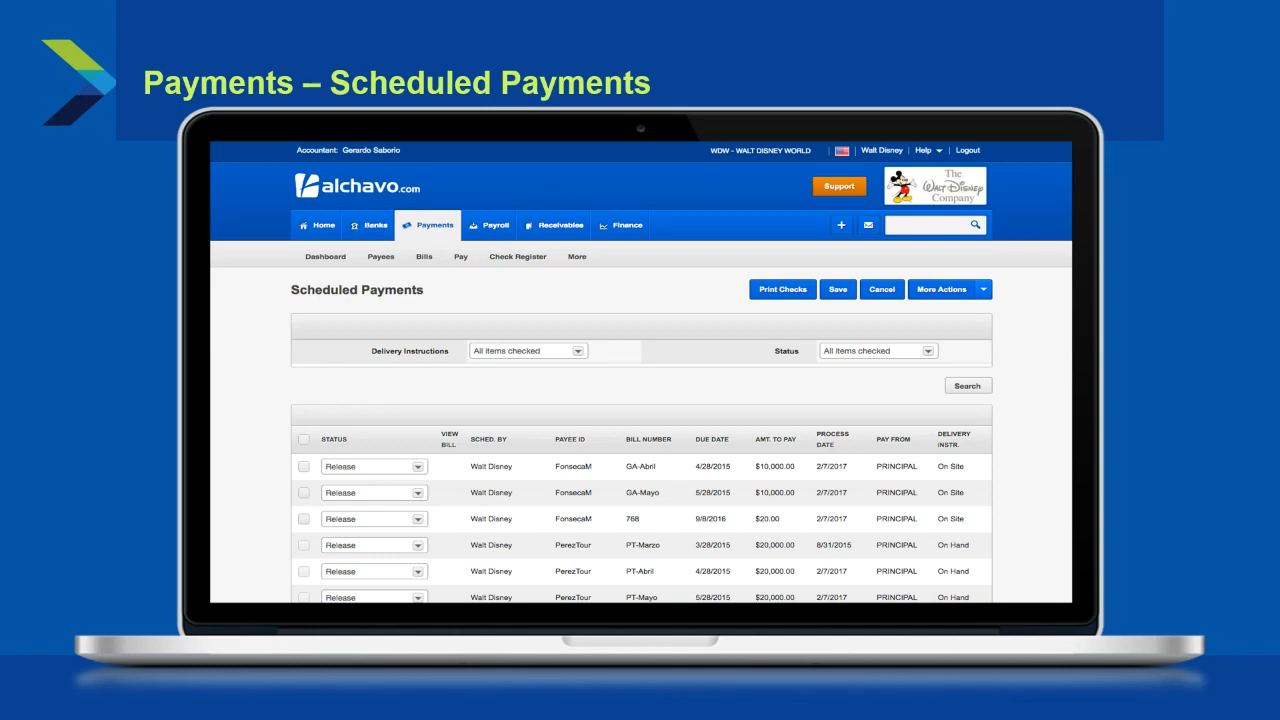 Payments – Scheduled Payments
Accountant: Gerardo Saborio
WDW - WALT DISNEY WORLD | Walt Disney | Help | Logout
alchavo.com
Support
The
WALT DISNEY
Company
Home Banks Payments Payroll Receivables Finance
Dashboard Payees Bills Pay Check Register More
Scheduled Payments
Print Checks Save Cancel More Actions
Delivery Instructions All items checked Status All items checked
Search
STATUS VIEW BILL SCHED. BY PAYEE ID BILL NUMBER DUE DATE AMT. TO PAY PROCESS DATE PAY FROM DELIVERY INSTR.
Release Walt Disney FonsecaM GA-Abril 4/28/2015 $10,000.00 2/7/2017 PRINCIPAL On Site
Release Walt Disney FonsecaM GA-Mayo 5/28/2015 $10,000.00 2/7/2017 PRINCIPAL On Site
Release Walt Disney FonsecaM 768 9/8/2016 $20.00 2/7/2017 PRINCIPAL On Site
Release Walt Disney PerezTour PT-Marzo 3/28/2015 $20,000.00 8/31/2015 PRINCIPAL On Hand
Release Walt Disney PerezTour PT-Abril 4/28/2015 $20,000.00 2/7/2017 PRINCIPAL On Hand
Release Walt Disney PerezTour PT-Mayo 5/28/2015 $20,000.00 2/7/2017 PRINCIPAL On Hand